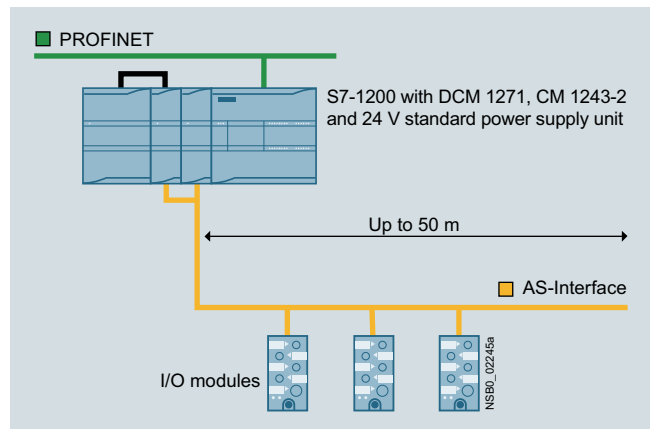 PROFINET
S7-1200 with DCM 1271, CM 1243-2
and 24 V standard power supply unit
Up to 50 m
AS-Interface
I/O modules
NSB0_02245a